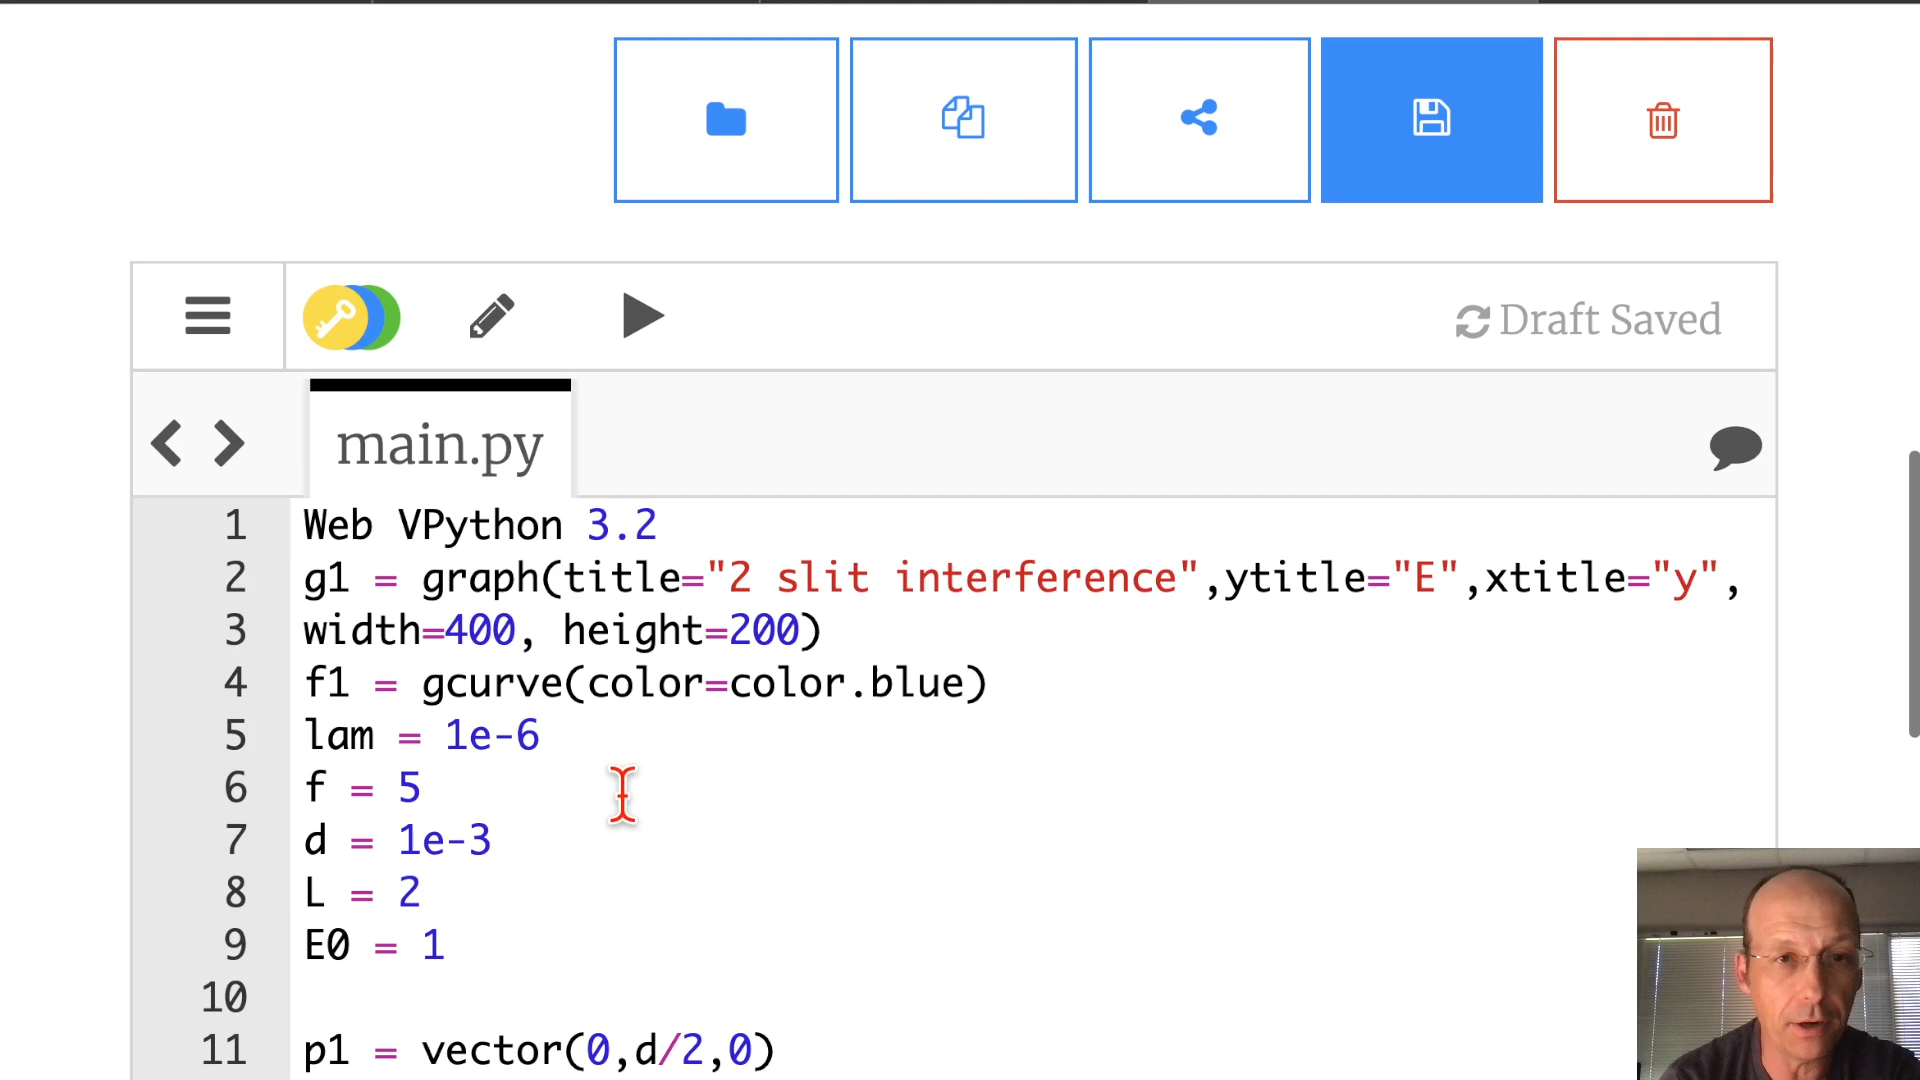 Draft Saved
main.py
1 Web VPython 3.2
2 g1 = graph(title="2 slit interference",ytitle="E",xtitle="y",
3 width=400, height=200)
4 f1 = gcurve(color=color.blue)
5 lam = 1e-6
6 f = 5
7 d = 1e-3
8 L = 2
9 E0 = 1
10
11 p1 = vector(0,d/2,0)